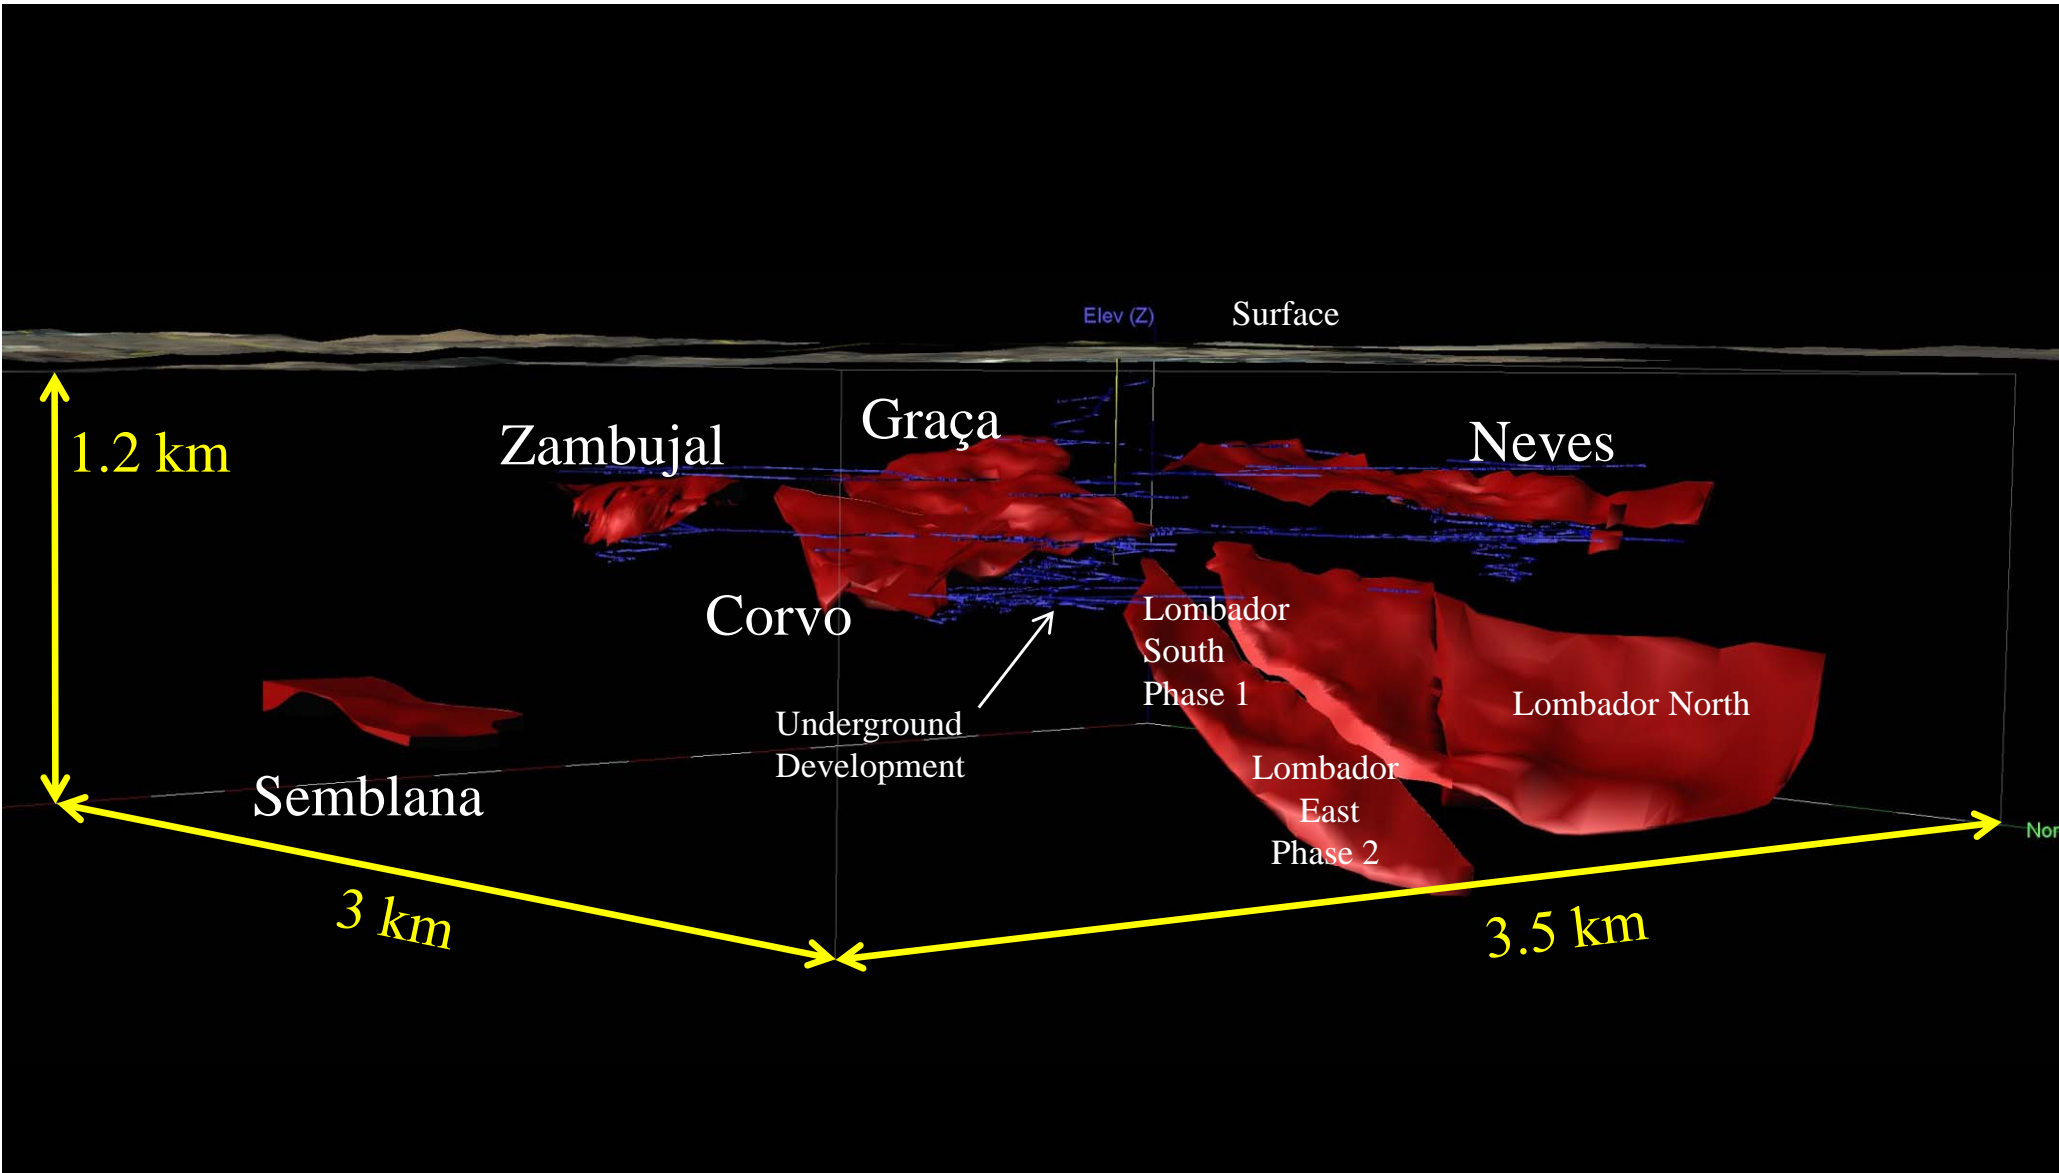 Elev (Z)
Surface
Graça
Zambujal
Neves
1.2 km
Corvo
Lombador
South
Phase 1
Lombador North
Underground
Development
Lombador
East
Phase 2
Semblana
Nor
3 km
3.5 km